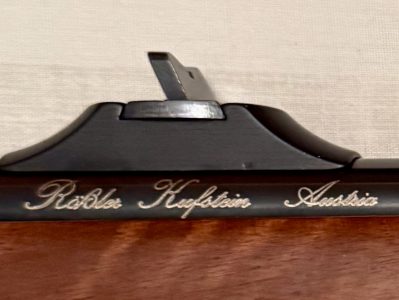 Rößler Kufstein Austria